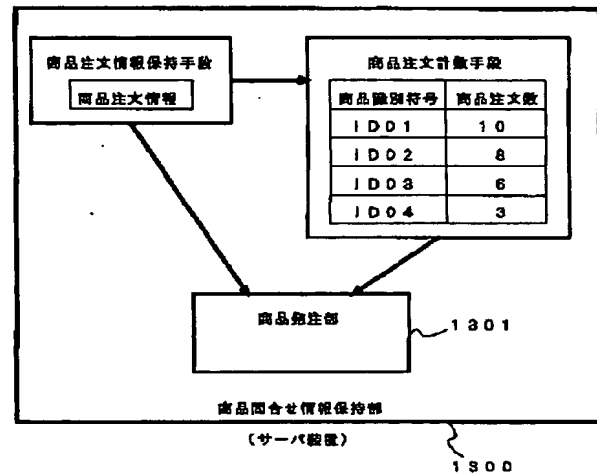 商品注文情報保持手段
商品注文情報
商品注文計数手段
商品識別符号 商品注文数
ID01 10
ID02 8
ID03 6
ID04 3
商品発注部
1301
商品問合せ情報保持部
(サーバ装置)
1300